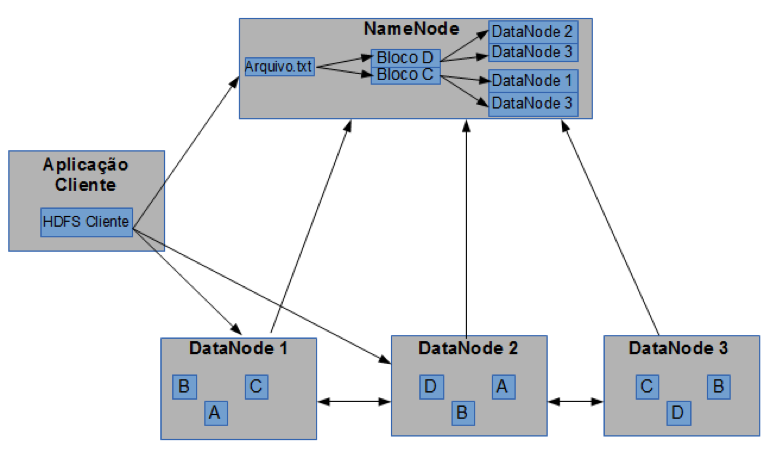 NameNode
Arquivo.txt
Bloco D
Bloco C
DataNode 2
DataNode 3
DataNode 1
DataNode 3
Aplicação
Cliente
HDFS Cliente
DataNode 1
B
C
A
DataNode 2
D
A
B
DataNode 3
C
B
D